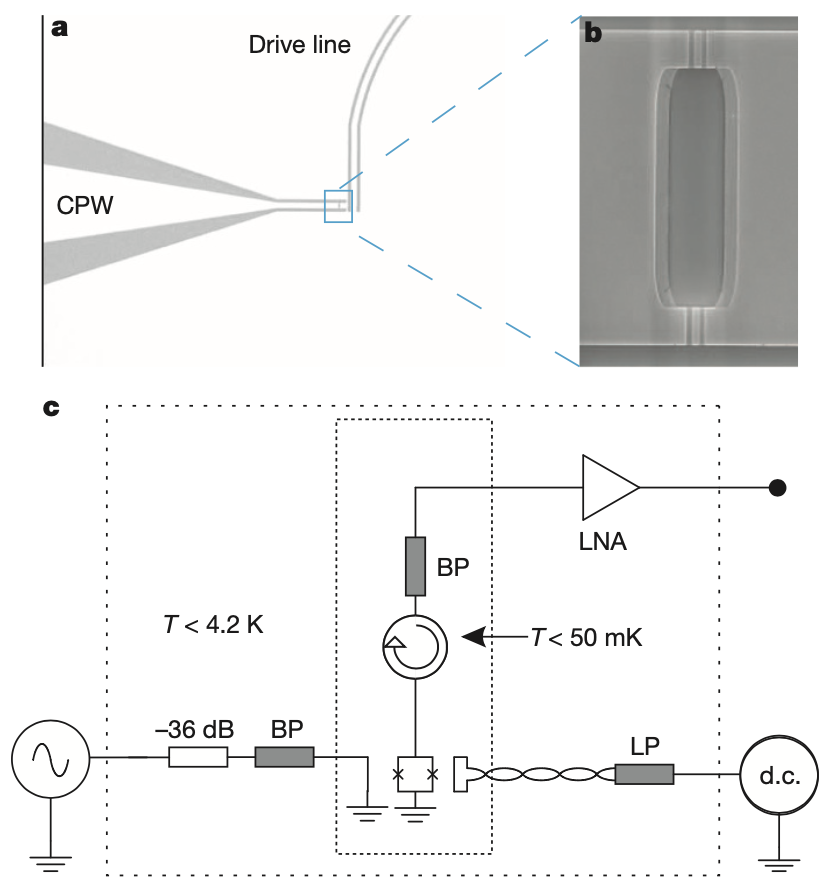 a
Drive line
CPW
b
c
LNA
BP
T < 4.2 K
T < 50 mK
–36 dB
BP
LP
d.c.